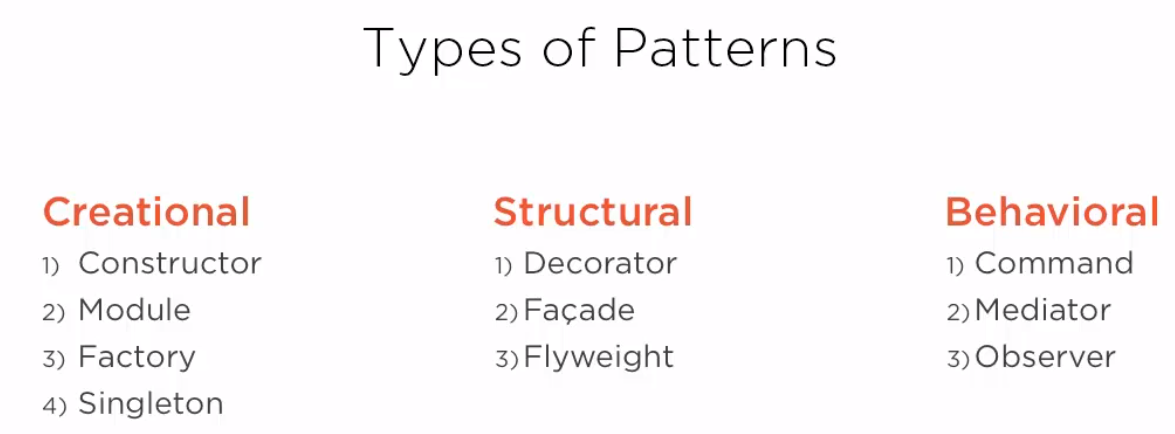 Types of Patterns
Creational
1) Constructor
2) Module
3) Factory
4) Singleton
Structural
1) Decorator
2) Façade
3) Flyweight
Behavioral
1) Command
2) Mediator
3) Observer